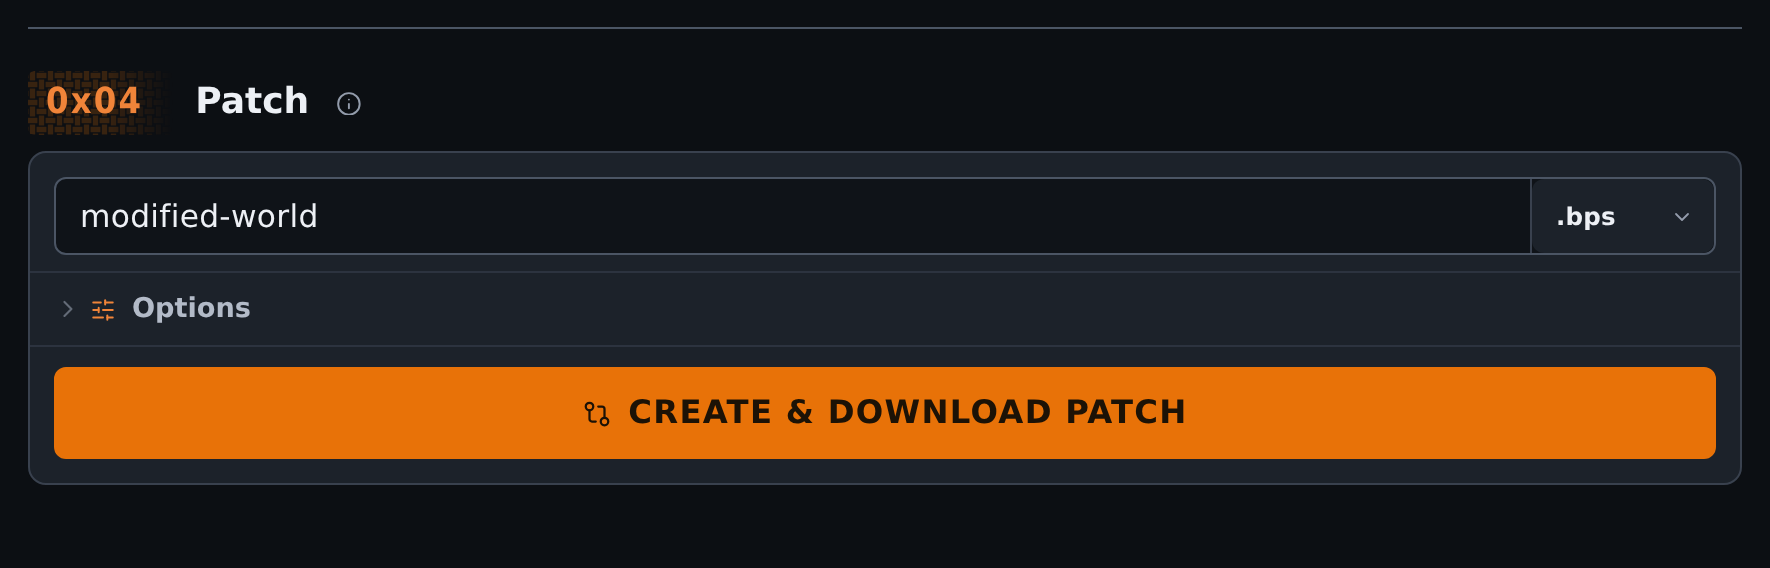 0x04 Patch
modified-world .bps
Options
CREATE & DOWNLOAD PATCH